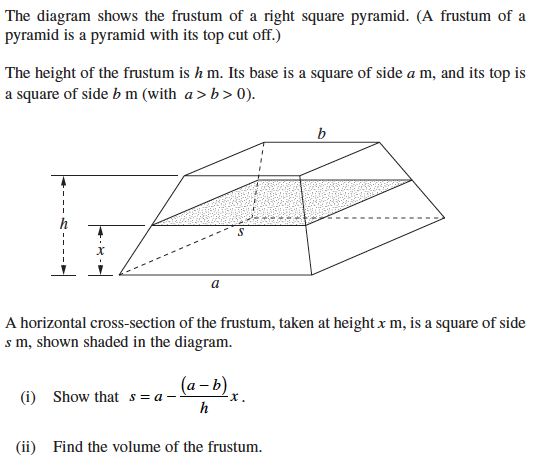 The diagram shows the frustum of a right square pyramid. (A frustum of a
pyramid is a pyramid with its top cut off.)
The height of the frustum is h m. Its base is a square of side a m, and its top is
a square of side b m (with a > b > 0).
b
h
x
s
a
A horizontal cross-section of the frustum, taken at height x m, is a square of side
s m, shown shaded in the diagram.
(i) Show that s = a − (a − b)/h x.
(ii) Find the volume of the frustum.